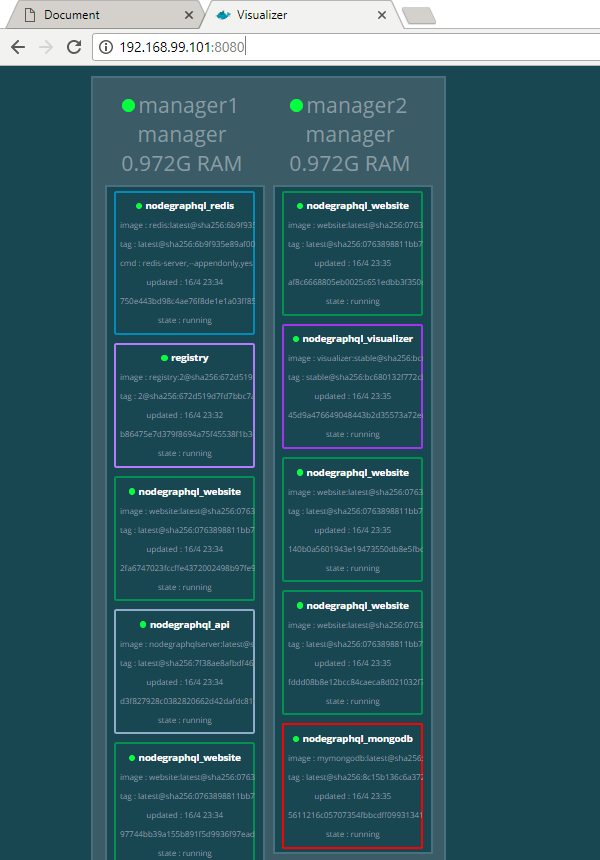 Document
Visualizer
192.168.99.101:8080
manager1
manager
0.972G RAM
nodegraphql_redis
image : redis:latest@sha256:6b9f935
tag : latest@sha256:6b9f935e89af00
cmd : redis-server,--appendonly,yes
updated : 16/4 23:34
750e443bd98c4ae76f8de1e1a03ff85
state : running
registry
image : registry:2@sha256:672d519
tag : 2@sha256:672d519d7fd7bbc7a
updated : 16/4 23:32
b86475e7d379f8694a75f45538f1b3
state : running
nodegraphql_website
image : website:latest@sha256:0763
tag : latest@sha256:0763898811bb7
updated : 16/4 23:34
2fa6747023fccffe4372002498b97fe9
state : running
nodegraphql_api
image : nodegraphqlserver:latest@s
tag : latest@sha256:7f38ae8afbdf46
updated : 16/4 23:34
d3f827928c0382820662d42dafdc81
state : running
nodegraphql_website
image : website:latest@sha256:0763
tag : latest@sha256:0763898811bb7
updated : 16/4 23:34
97744bb39a155b891f5d9936f97ead
state : running
manager2
manager
0.972G RAM
nodegraphql_website
image : website:latest@sha256:0763
tag : latest@sha256:0763898811bb7
updated : 16/4 23:35
af8c6668805eb0025c651edbb3f350
state : running
nodegraphql_visualizer
image : visualizer:stable@sha256:bc6
tag : stable@sha256:bc680132f772c
updated : 16/4 23:35
45d9a476649048443b2d35573a72e
state : running
nodegraphql_website
image : website:latest@sha256:0763
tag : latest@sha256:0763898811bb7
updated : 16/4 23:35
140b0a5601943e19473550db8e5fbc
state : running
nodegraphql_website
image : website:latest@sha256:0763
tag : latest@sha256:0763898811bb7
updated : 16/4 23:35
fddd08b8e12bcc84caeca8d021032f7
state : running
nodegraphql_mongodb
image : mymongodb:latest@sha256:
tag : latest@sha256:8c15b136c6a372
updated : 16/4 23:35
5611216c05707354fbbcdff09931341
state : running